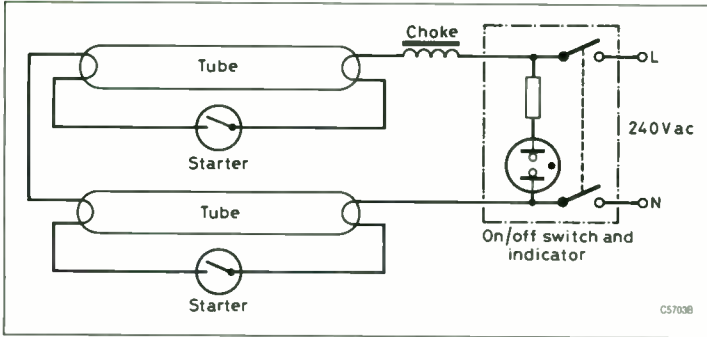 Choke
Tube
L
Starter
240Vac
Tube
N
On/off switch and
indicator
Starter
C5703B